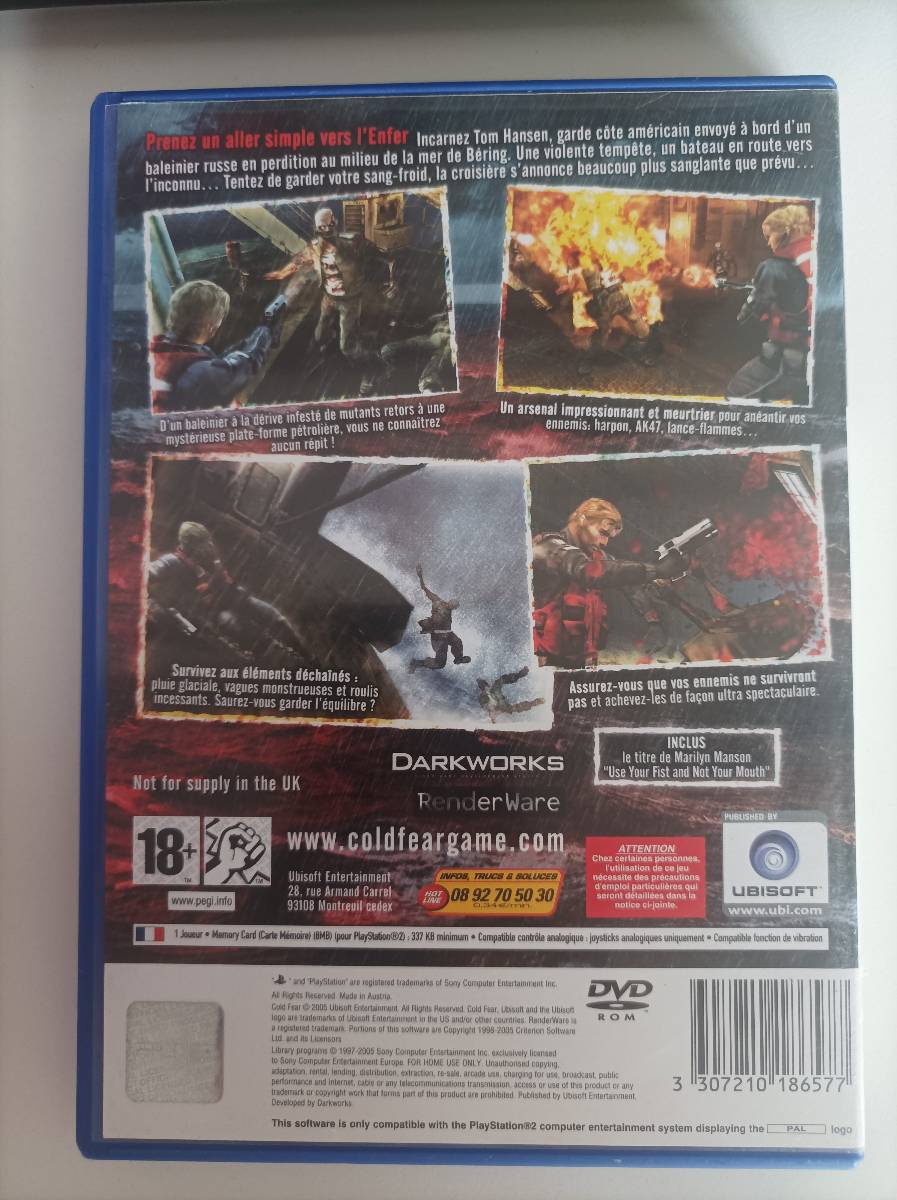 Prenez un aller simple vers l'Enfer Incarnez Tom Hansen, garde côte américain envoyé à bord d'un
baleinier russe en perdition au milieu de la mer de Béring. Une violente tempête, un bateau en route vers
l'inconnu... Tentez de garder votre sang-froid, la croisière s'annonce beaucoup plus sanglante que prévu...
D'un baleinier à la dérive infesté de mutants retors à une
mystérieuse plate-forme pétrolière, vous ne connaîtrez
aucun répit !
Un arsenal impressionnant et meurtrier pour anéantir vos
ennemis: harpon, AK47, lance-flammes...
Survivez aux éléments déchaînés :
pluie glaciale, vagues monstrueuses et roulis
incessants. Saurez-vous garder l'équilibre ?
Assurez-vous que vos ennemis ne survivront
pas et achevez-les de façon ultra spectaculaire.
INCLUS
le titre de Marilyn Manson
"Use Your Fist and Not Your Mouth"
DARKWORKS
Not for supply in the UK
RenderWare
18+
TM
TM
www.pegi.info
www.coldfeargame.com
Ubisoft Entertainment
28, rue Armand Carrel
93108 Montreuil cedex
INFOS, TRUCS & SOLUCES
HOT LINE 08 92 70 50 30
0,34€/min.
ATTENTION
Chez certaines personnes,
l'utilisation de ce jeu
nécessite des précautions
d'emploi particulières qui
seront détaillées dans la
notice ci-jointe.
PUBLISHED BY
UBISOFT
www.ubi.com
1 Joueur • Memory Card (Carte Mémoire) (8MB) (pour PlayStation®2) : 337 KB minimum • Compatible contrôle analogique : joysticks analogiques uniquement • Compatible fonction de vibration
" and "PlayStation" are registered trademarks of Sony Computer Entertainment Inc.
All Rights Reserved. Made in Austria.
Cold Fear © 2005 Ubisoft Entertainment. All Rights Reserved. Cold Fear, Ubisoft and the Ubisoft
logo are trademarks of Ubisoft Entertainment in the US and/or other countries. RenderWare is
a registered trademark. Portions of this software are Copyright 1998-2005 Criterion Software
Ltd. and its Licensors
Library programs © 1997-2005 Sony Computer Entertainment Inc. exclusively licensed
to Sony Computer Entertainment Europe. FOR HOME USE ONLY. Unauthorised copying,
adaptation, rental, lending, distribution, extraction, re-sale, arcade use, charging for use, broadcast, public
performance and internet, cable or any telecommunications transmission, access or use of this product or any
trademark or copyright work that forms part of this product are prohibited. Published by Ubisoft Entertainment.
Developed by Darkworks.
DVD
ROM
3 307210 186577
This software is only compatible with the PlayStation®2 computer entertainment system displaying the PAL logo